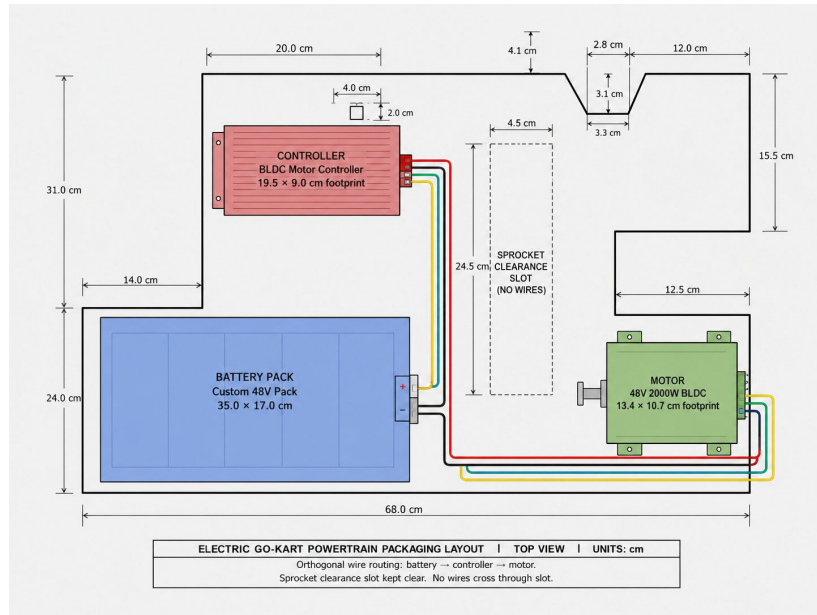 20.0 cm
4.1 cm
2.8 cm
12.0 cm
4.0 cm
2.0 cm
3.1 cm
3.3 cm
4.5 cm
15.5 cm
31.0 cm
CONTROLLER
BLDC Motor Controller
19.5 × 9.0 cm footprint
24.5 cm
SPROCKET
CLEARANCE
SLOT
(NO WIRES)
14.0 cm
12.5 cm
24.0 cm
BATTERY PACK
Custom 48V Pack
35.0 × 17.0 cm
+
−
MOTOR
48V 2000W BLDC
13.4 × 10.7 cm footprint
68.0 cm
ELECTRIC GO-KART POWERTRAIN PACKAGING LAYOUT | TOP VIEW | UNITS: cm
Orthogonal wire routing: battery → controller → motor.
Sprocket clearance slot kept clear. No wires cross through slot.